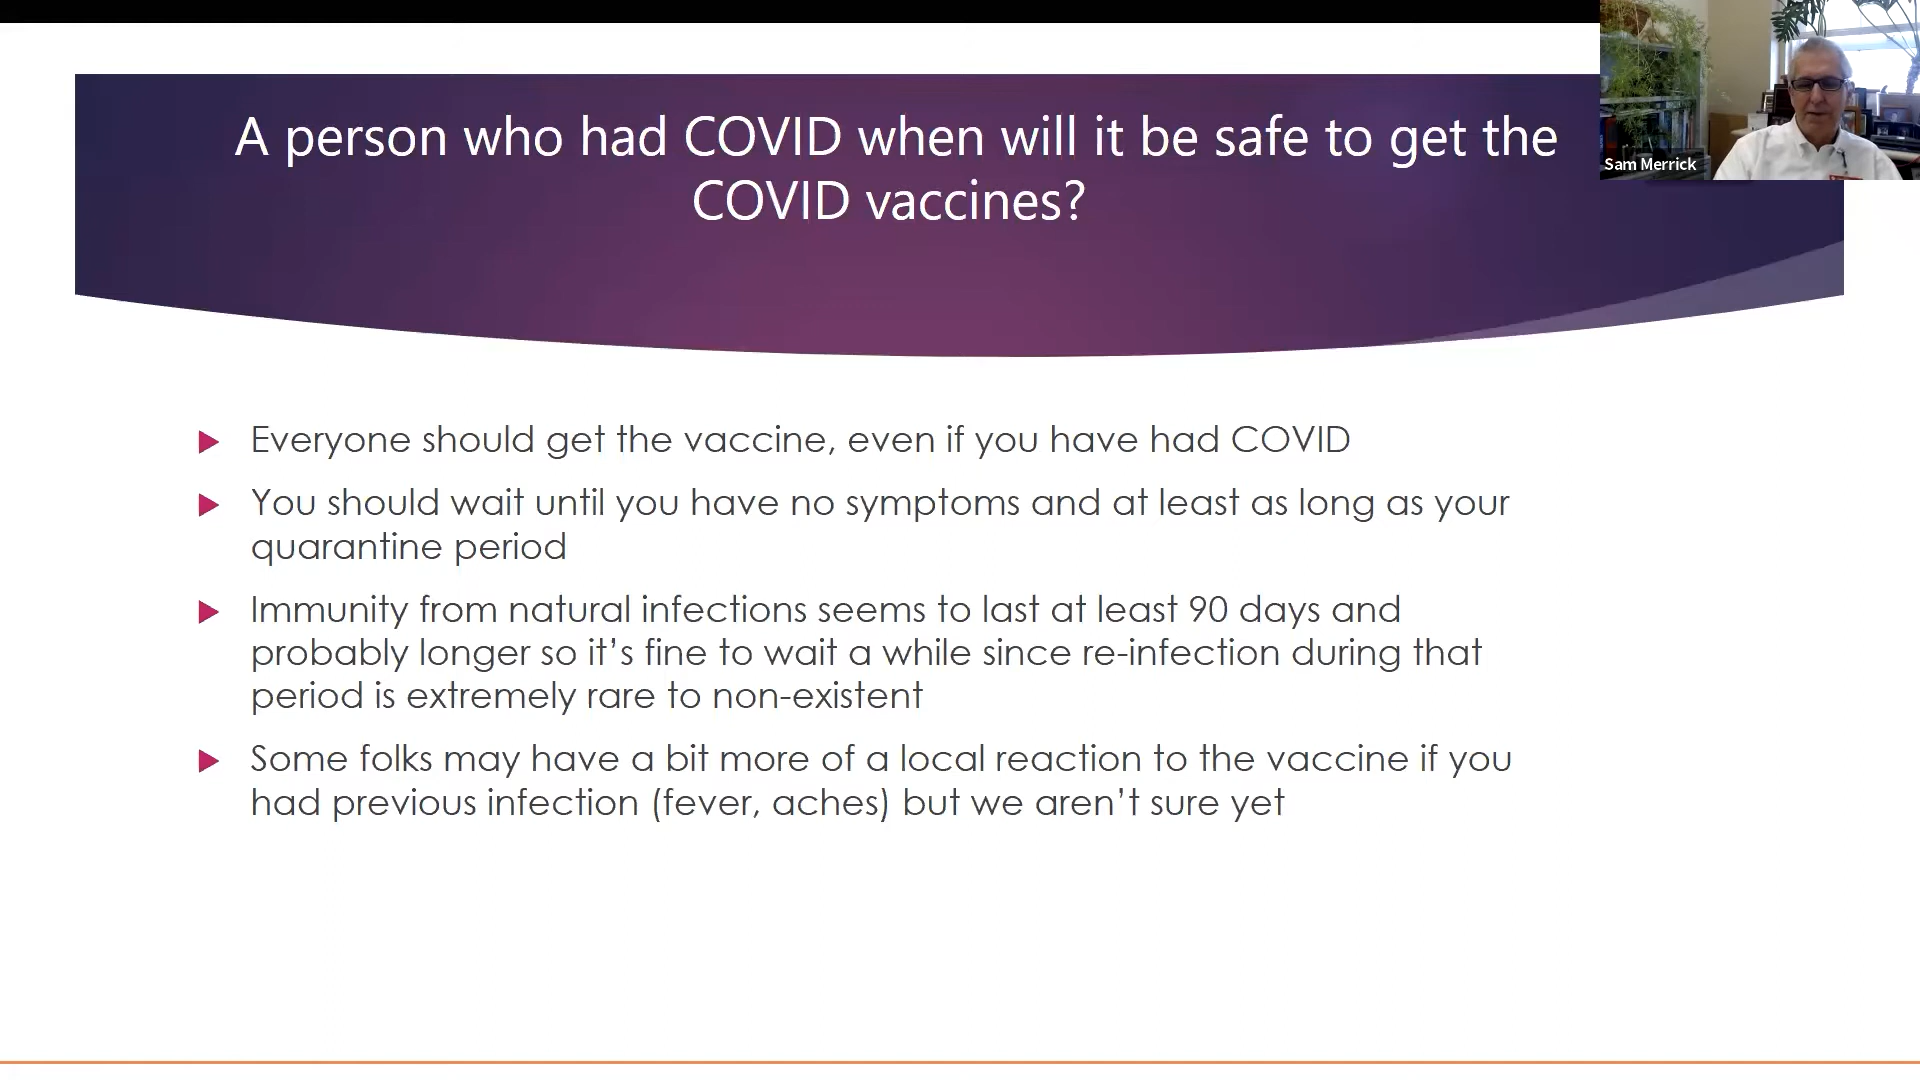 A person who had COVID when will it be safe to get the
COVID vaccines?
Sam Merrick
Everyone should get the vaccine, even if you have had COVID
You should wait until you have no symptoms and at least as long as your
quarantine period
Immunity from natural infections seems to last at least 90 days and
probably longer so it’s fine to wait a while since re-infection during that
period is extremely rare to non-existent
Some folks may have a bit more of a local reaction to the vaccine if you
had previous infection (fever, aches) but we aren’t sure yet